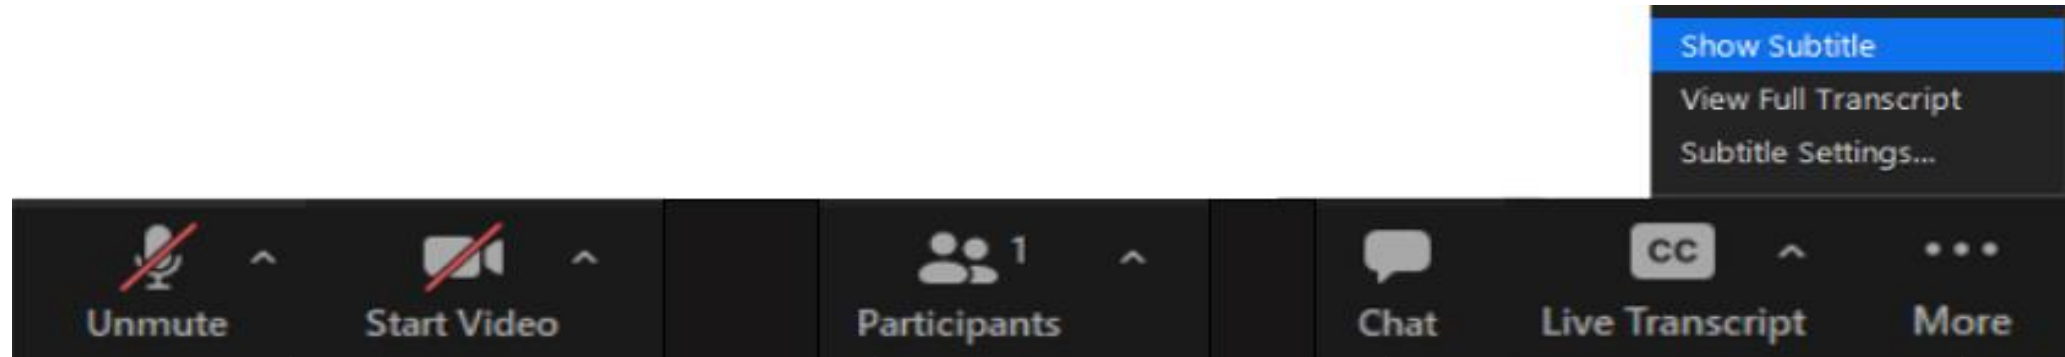 Show Subtitle
View Full Transcript
Subtitle Settings...
1
CC
Unmute
Start Video
Participants
Chat
Live Transcript
More